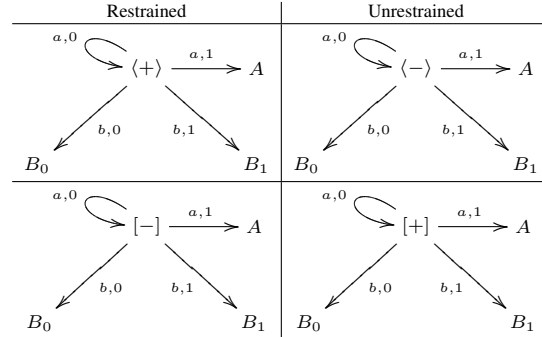 Restrained Unrestrained
a,0 a,0
⟨+⟩ a,1 A ⟨−⟩ a,1 A
b,0 b,1 b,0 b,1
B₀ B₁ B₀ B₁
a,0 a,0
[−] a,1 A [+] a,1 A
b,0 b,1 b,0 b,1
B₀ B₁ B₀ B₁